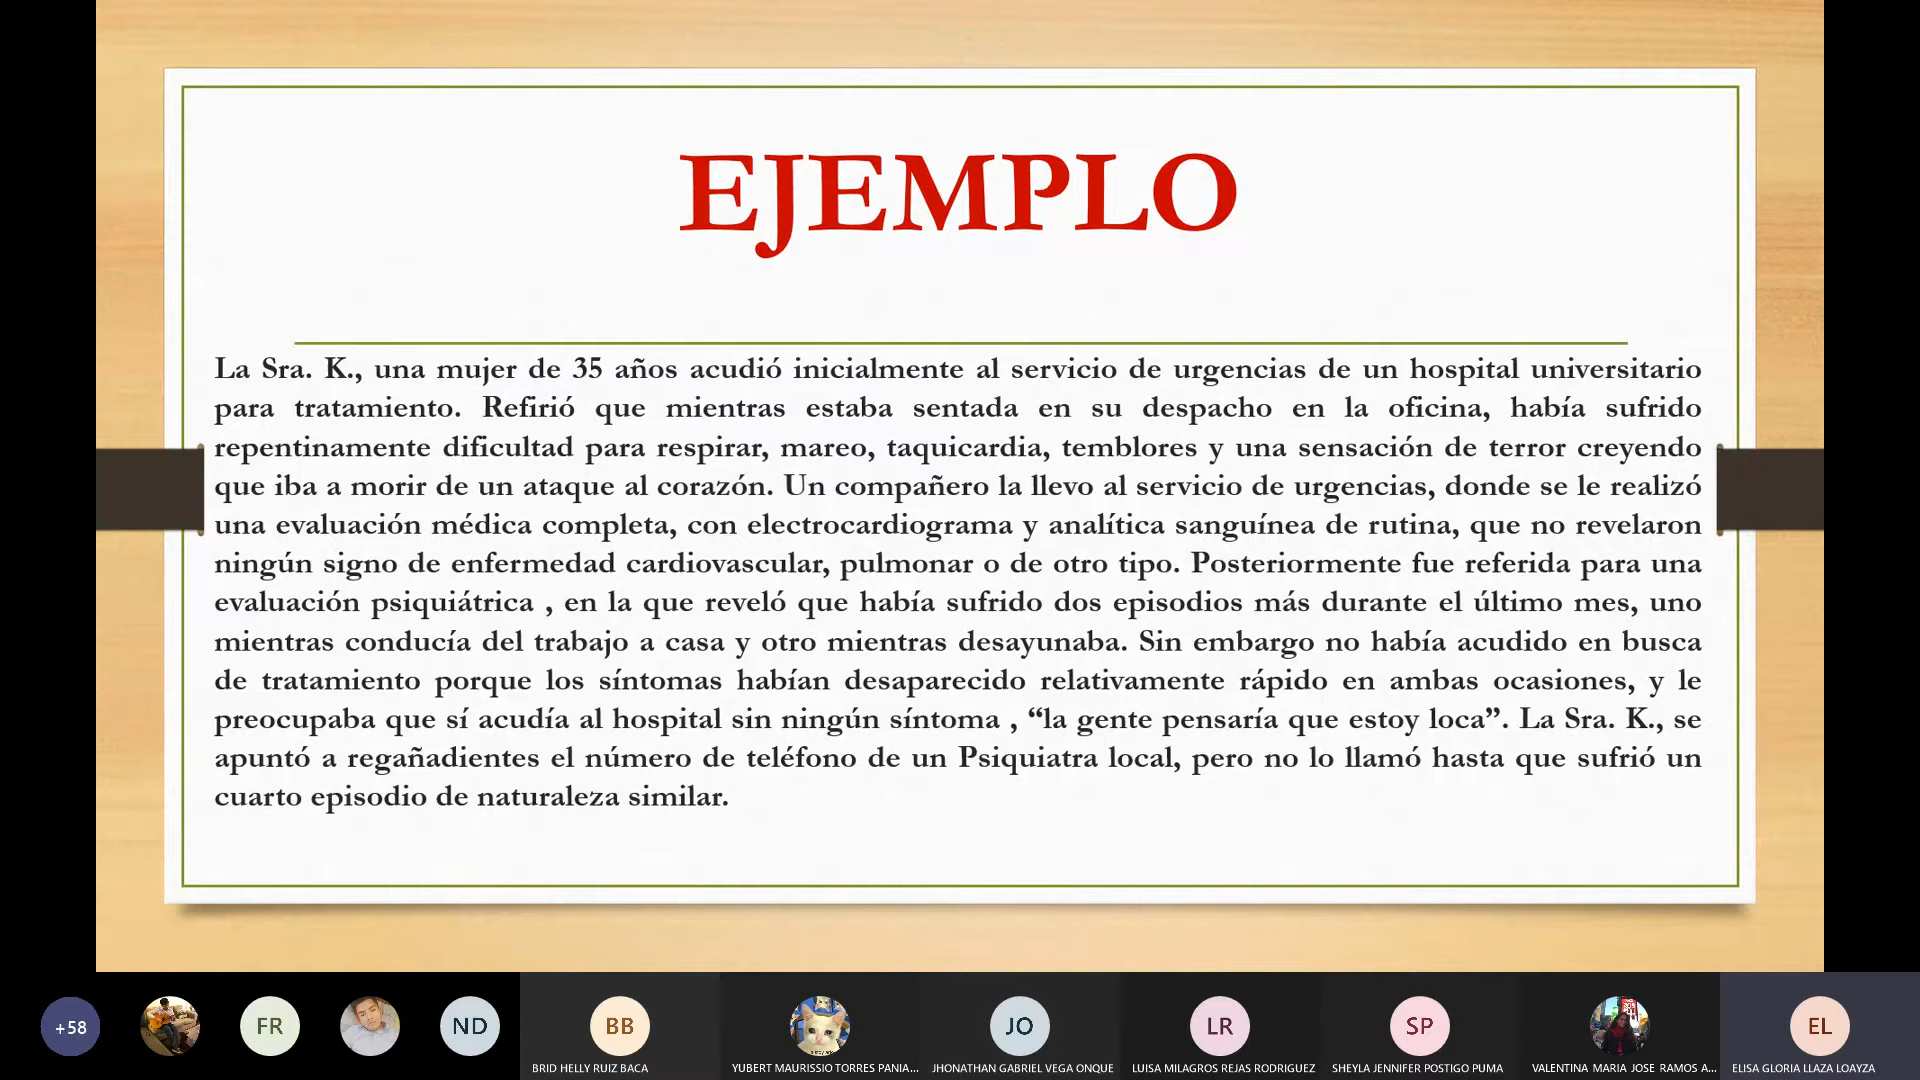 EJEMPLO
La Sra. K., una mujer de 35 años acudió inicialmente al servicio de urgencias de un hospital universitario
para tratamiento. Refirió que mientras estaba sentada en su despacho en la oficina, había sufrido
repentinamente dificultad para respirar, mareo, taquicardia, temblores y una sensación de terror creyendo
que iba a morir de un ataque al corazón. Un compañero la llevo al servicio de urgencias, donde se le realizó
una evaluación médica completa, con electrocardiograma y analítica sanguínea de rutina, que no revelaron
ningún signo de enfermedad cardiovascular, pulmonar o de otro tipo. Posteriormente fue referida para una
evaluación psiquiátrica , en la que reveló que había sufrido dos episodios más durante el último mes, uno
mientras conducía del trabajo a casa y otro mientras desayunaba. Sin embargo no había acudido en busca
de tratamiento porque los síntomas habían desaparecido relativamente rápido en ambas ocasiones, y le
preocupaba que sí acudía al hospital sin ningún síntoma , “la gente pensaría que estoy loca”. La Sra. K., se
apuntó a regañadientes el número de teléfono de un Psiquiatra local, pero no lo llamó hasta que sufrió un
cuarto episodio de naturaleza similar.
+58
FR
ND
BB
JO
LR
SP
EL
BRID HELLY RUIZ BACA
YUBERT MAURISSIO TORRES PANIA...
JHONATHAN GABRIEL VEGA ONQUE
LUISA MILAGROS REJAS RODRIGUEZ
SHEYLA JENNIFER POSTIGO PUMA
VALENTINA MARIA JOSE RAMOS A...
ELISA GLORIA LLAZA LOAYZA